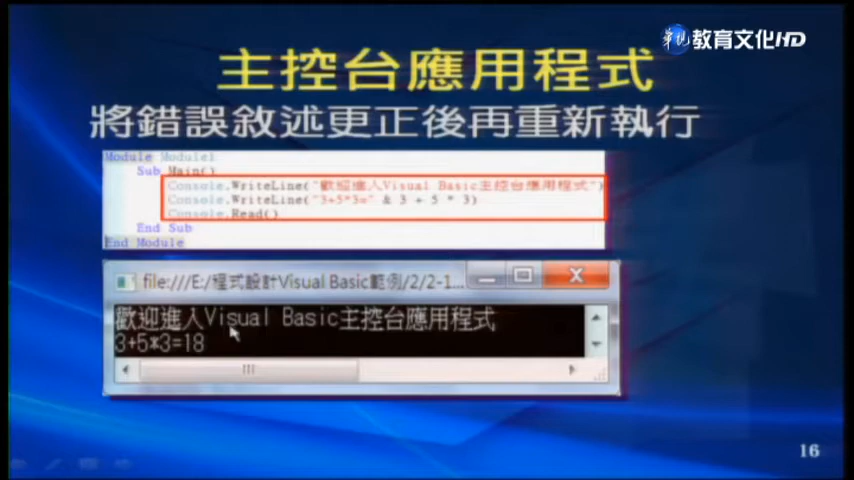 華視 教育文化HD
主控台應用程式
將錯誤敘述更正後再重新執行
Module Module1
Sub Main()
Console.WriteLine("歡迎進入Visual Basic主控台應用程式")
Console.WriteLine("3+5*3=" & 3 + 5 * 3)
Console.Read()
End Sub
End Module
file:///E:/程式設計Visual Basic範例/2/2-1...
歡迎進入Visual Basic主控台應用程式
3+5*3=18
16